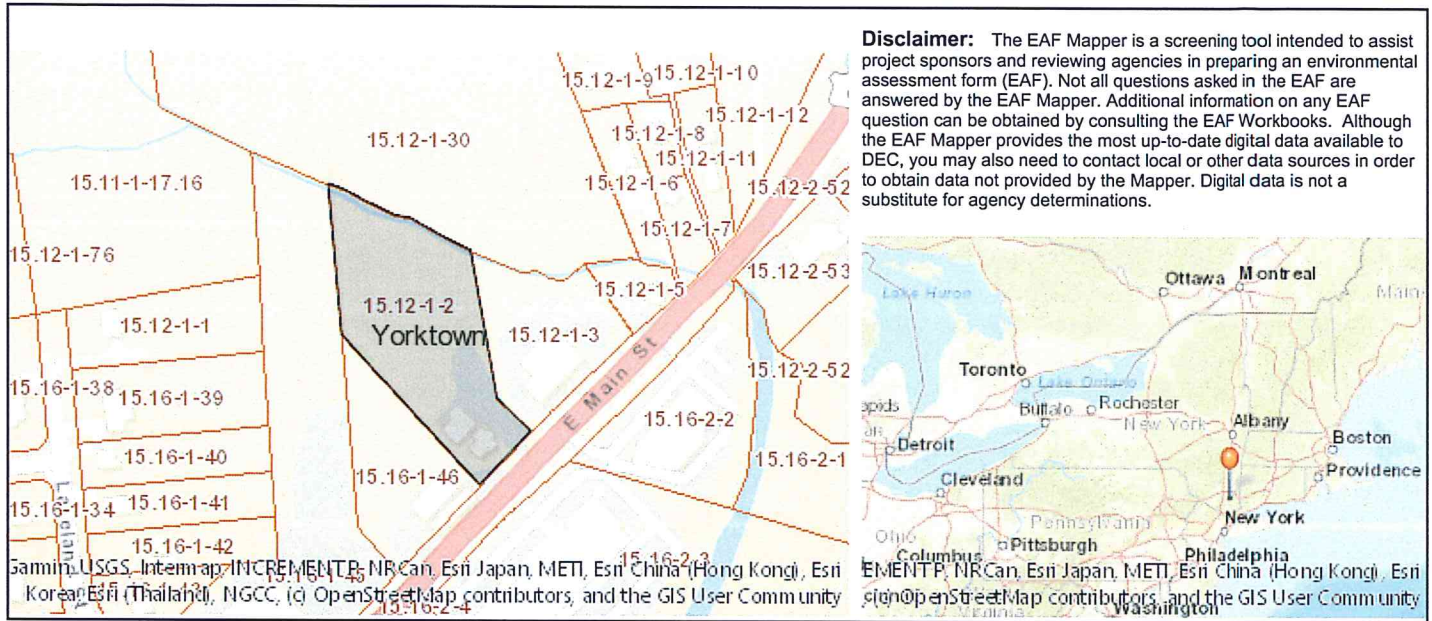 Disclaimer: The EAF Mapper is a screening tool intended to assist
project sponsors and reviewing agencies in preparing an environmental
assessment form (EAF). Not all questions asked in the EAF are
answered by the EAF Mapper. Additional information on any EAF
question can be obtained by consulting the EAF Workbooks. Although
the EAF Mapper provides the most up-to-date digital data available to
DEC, you may also need to contact local or other data sources in order
to obtain data not provided by the Mapper. Digital data is not a
substitute for agency determinations.
15.12-1-9
15.12-1-10
15.12-1-12
15.12-1-30
15.12-1-8
15.12-1-11
15.11-1-17.16
15.12-1-6
15.12-2-52
15.12-1-7
15.12-1-76
15.12-2-53
15.12-1-5
15.12-1-2
Yorktown
15.12-1-3
15.12-1-1
E Main St
15.12-2-52
15.16-1-38
15.16-1-39
15.16-2-2
15.16-1-40
15.16-2-1
15.16-1-46
15.16-1-34
15.16-1-41
15.16-1-42
15.16-2-3
15.16-2-4
Garmin, USGS, Intermap, INCREMENT P, NRCan, Esri Japan, METI, Esri China (Hong Kong), Esri
Korea, Esri (Thailand), NGCC, (c) OpenStreetMap contributors, and the GIS User Community
Ottawa
Montreal
Lake Huron
Toronto
Lake Ontario
Buffalo
Rochester
New York
Albany
Boston
Detroit
Providence
Cleveland
New York
Pennsylvania
Ohio
Columbus
Pittsburgh
Philadelphia
EMENT P, NRCan, Esri Japan, METI, Esri China (Hong Kong), Esri
(c) OpenStreetMap contributors, and the GIS User Community
Virginia
Washington